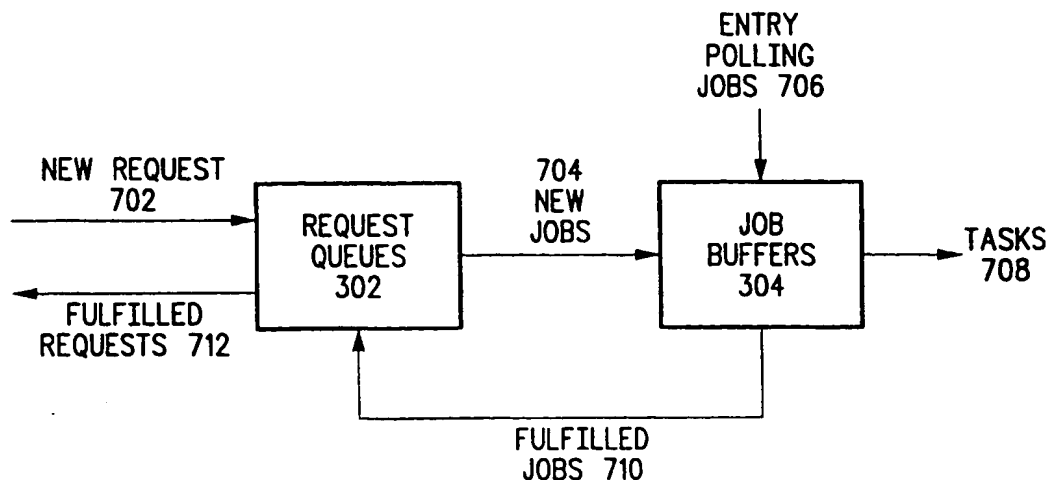 ENTRY
POLLING
JOBS 706
NEW REQUEST
702
REQUEST
QUEUES
302
704
NEW
JOBS
JOB
BUFFERS
304
TASKS
708
FULFILLED
REQUESTS 712
FULFILLED
JOBS 710